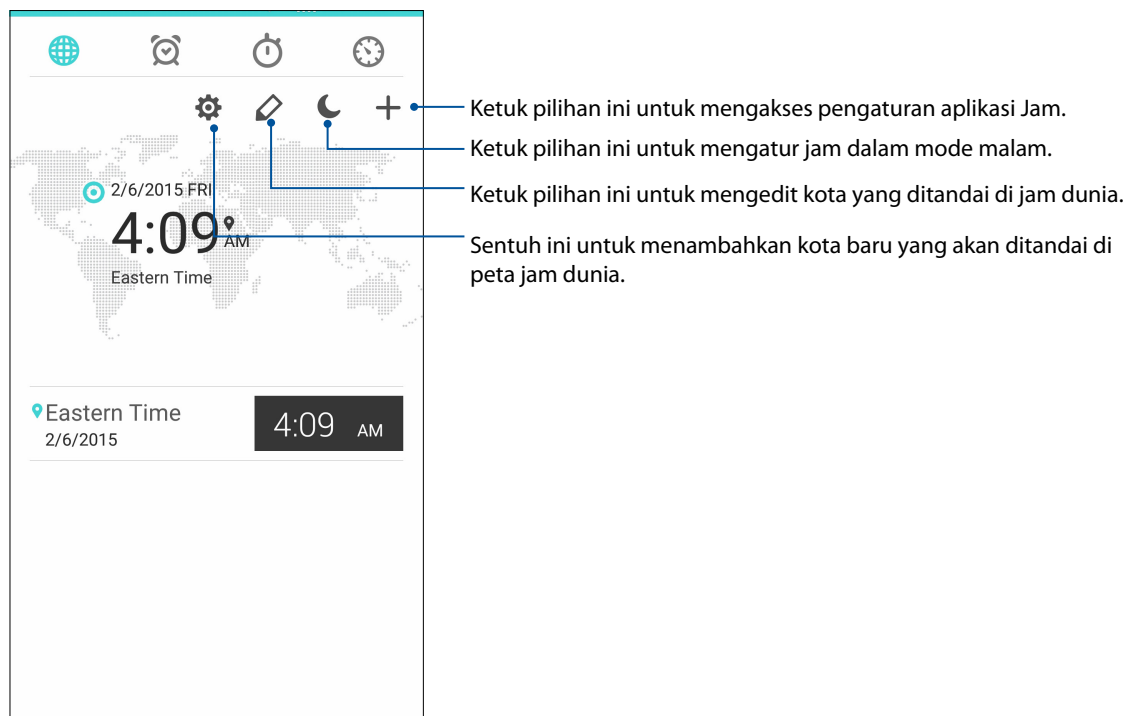 Ketuk pilihan ini untuk mengakses pengaturan aplikasi Jam.
Ketuk pilihan ini untuk mengatur jam dalam mode malam.
2/6/2015 FRI
Ketuk pilihan ini untuk mengedit kota yang ditandai di jam dunia.
4:09 AM
Sentuh ini untuk menambahkan kota baru yang akan ditandai di
peta jam dunia.
Eastern Time
Eastern Time
2/6/2015
4:09 AM